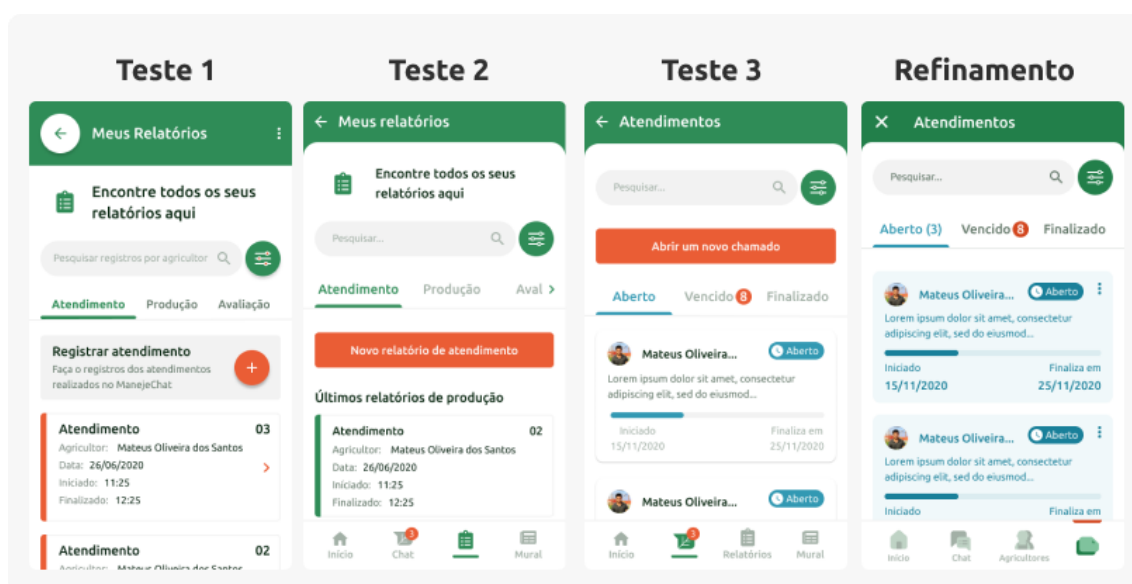 Teste 1
Meus Relatórios
Encontre todos os seus
relatórios aqui
Pesquisar registros por agricultor
Atendimento Produção Avaliação
Registrar atendimento
Faça o registros dos atendimentos
realizados no ManejeChat
Atendimento 03
Agricultor: Mateus Oliveira dos Santos
Data: 26/06/2020
Iniciado: 11:25
Finalizado: 12:25
Atendimento 02
Agricultor: Mateus Oliveira dos Santos
Teste 2
Meus relatórios
Encontre todos os seus
relatórios aqui
Pesquisar...
Atendimento Produção Aval
Novo relatório de atendimento
Últimos relatórios de produção
Atendimento 02
Agricultor: Mateus Oliveira dos Santos
Data: 26/06/2020
Iniciado: 11:25
Finalizado: 12:25
3
Início Chat Mural
Teste 3
Atendimentos
Pesquisar...
Abrir um novo chamado
Aberto Vencido 8 Finalizado
Mateus Oliveira... Aberto
Lorem ipsum dolor sit amet, consectetur
adipiscing elit, sed do eiusmod...
Iniciado Finaliza em
15/11/2020 25/11/2020
Mateus Oliveira... Aberto
3
Início Relatórios Mural
Refinamento
Atendimentos
Pesquisar...
Aberto (3) Vencido 8 Finalizado
Mateus Oliveira... Aberto
Lorem ipsum dolor sit amet, consectetur
adipiscing elit, sed do eiusmod...
Iniciado Finaliza em
15/11/2020 25/11/2020
Mateus Oliveira... Aberto
Lorem ipsum dolor sit amet, consectetur
adipiscing elit, sed do eiusmod...
Iniciado Finaliza em
Início Chat Agricultores